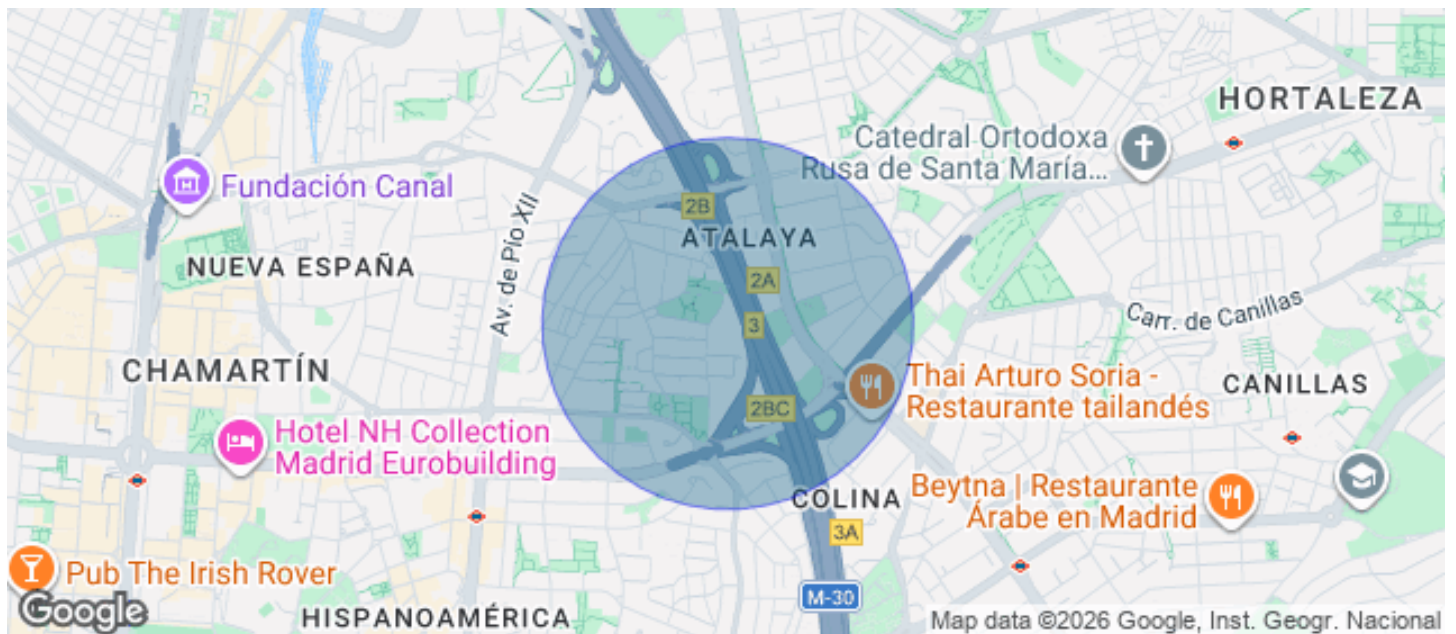 HORTALEZA
Catedral Ortodoxa
Rusa de Santa María...
Fundación Canal
2B
ATALAYA
NUEVA ESPAÑA
Av. de Pío XII
2A
3
Carr. de Canillas
CHAMARTÍN
Thai Arturo Soria -
Restaurante tailandés
CANILLAS
2BC
Hotel NH Collection
Madrid Eurobuilding
COLINA
Beytna | Restaurante
Árabe en Madrid
3A
Pub The Irish Rover
M-30
Google
HISPANOAMÉRICA
Map data ©2026 Google, Inst. Geogr. Nacional